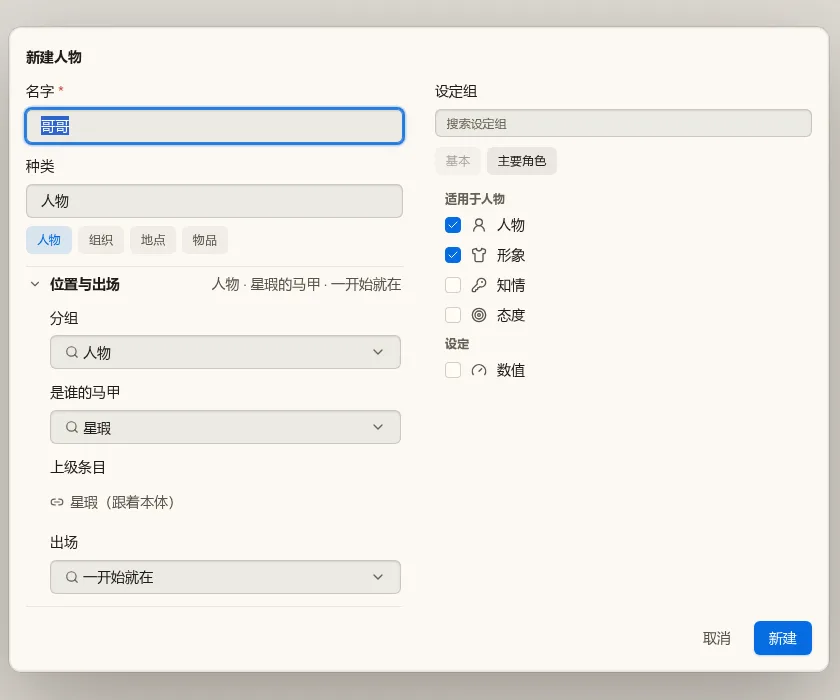 新建人物
名字 *
哥哥
种类
人物
人物 组织 地点 物品
位置与出场 人物 · 星瑕的马甲 · 一开始就在
分组
人物
是谁的马甲
星瑕
上级条目
星瑕（跟着本体）
出场
一开始就在
设定组
搜索设定组
基本 主要角色
适用于人物
人物
形象
知情
态度
设定
数值
取消 新建